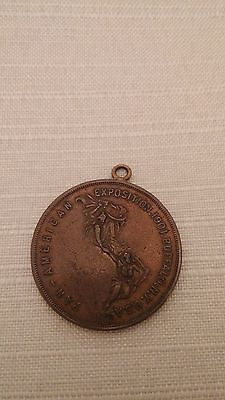 PAN-AMERICAN EXPOSITION, 1901. BUFFALO, N.Y., U.S.A.